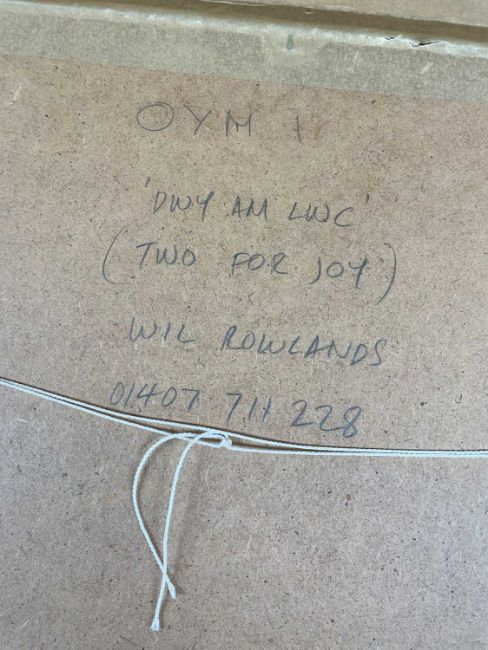 OYM 1
'DWY AM LWC'
(TWO FOR JOY)
WIL ROWLANDS
01407 711 228